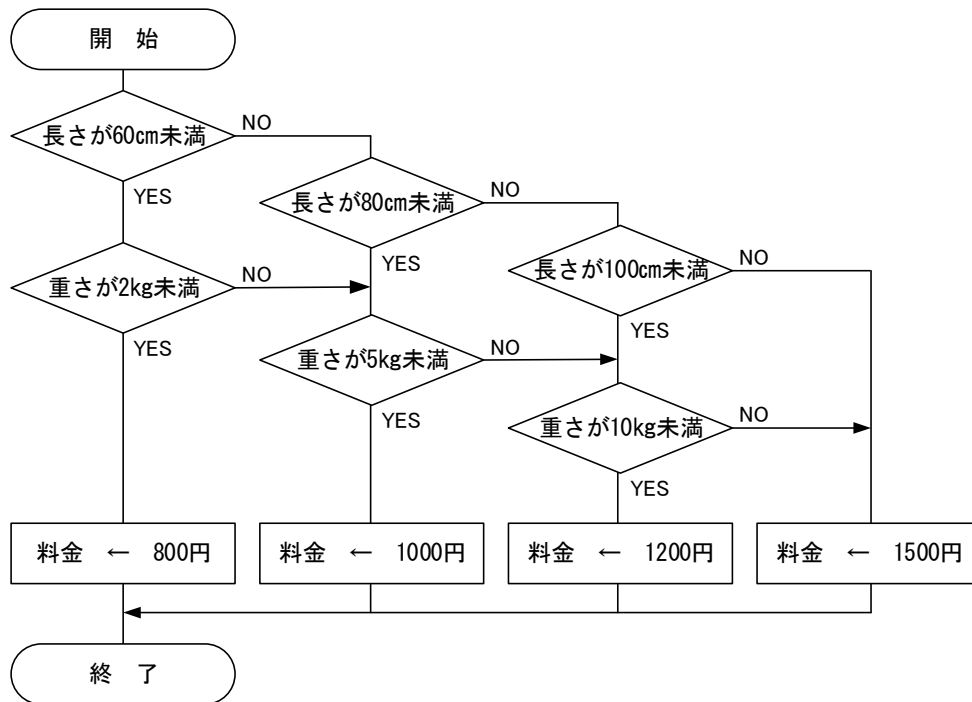 開　始
長さが60cm未満
NO
YES
長さが80cm未満
NO
YES
長さが100cm未満
NO
YES
重さが2kg未満
NO
YES
重さが5kg未満
NO
YES
重さが10kg未満
NO
YES
料金　←　800円
料金　←　1000円
料金　←　1200円
料金　←　1500円
終　了